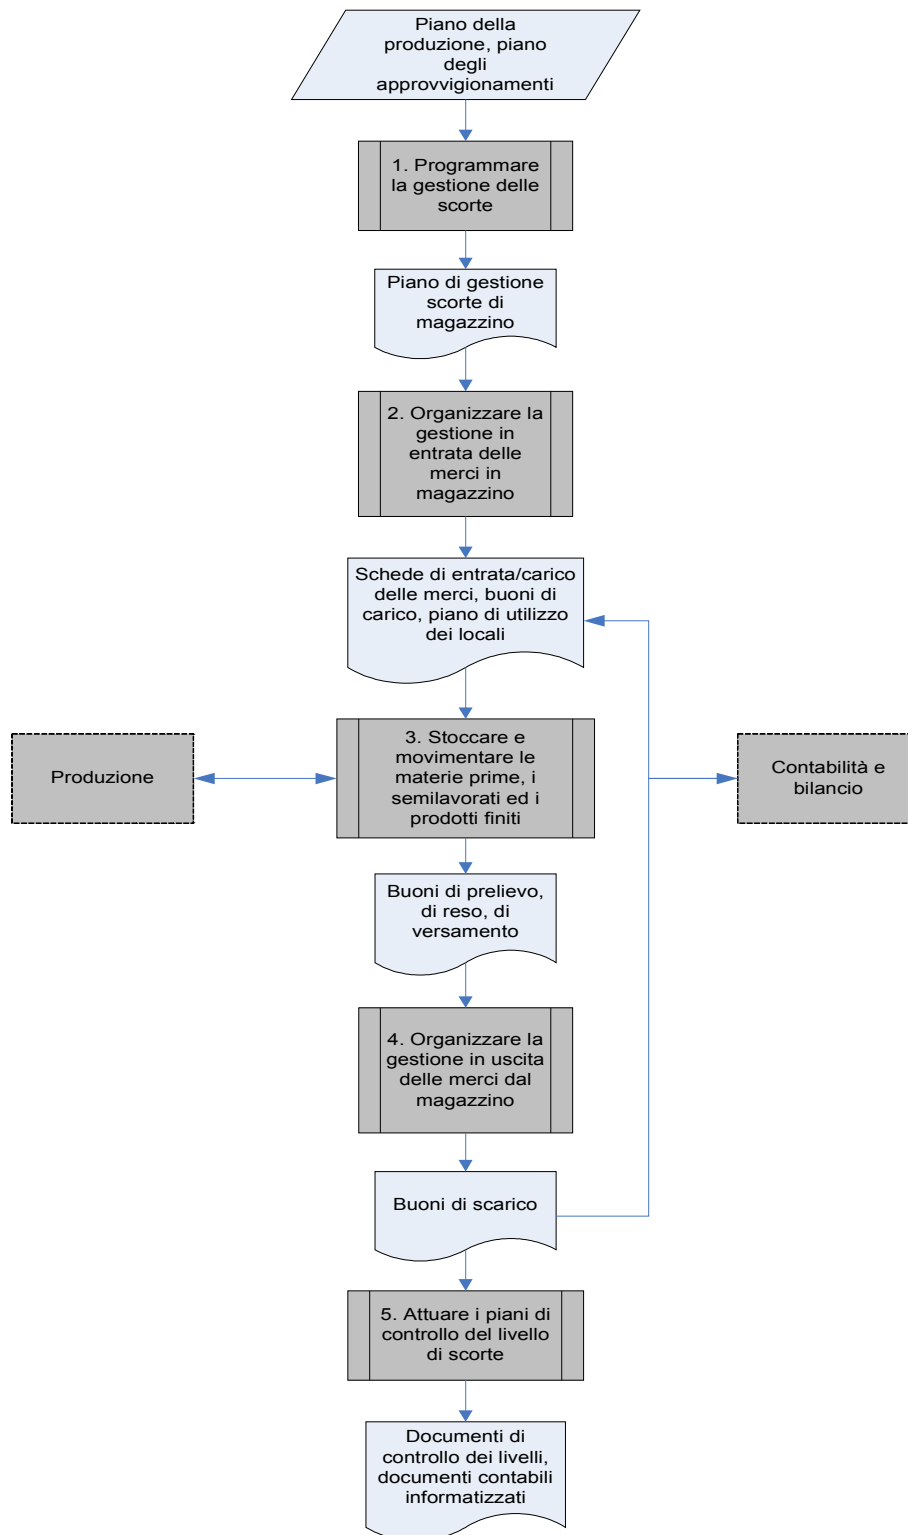 Piano della
produzione, piano
degli
approvvigionamenti
1. Programmare
la gestione delle
scorte
Piano di gestione
scorte di
magazzino
2. Organizzare la
gestione in
entrata delle
merci in
magazzino
Schede di entrata/carico
delle merci, buoni di
carico, piano di utilizzo
dei locali
Produzione
3. Stoccare e
movimentare le
materie prime, i
semilavorati ed i
prodotti finiti
Contabilità e
bilancio
Buoni di prelievo,
di reso, di
versamento
4. Organizzare la
gestione in uscita
delle merci dal
magazzino
Buoni di scarico
5. Attuare i piani di
controllo del livello
di scorte
Documenti di
controllo dei livelli,
documenti contabili
informatizzati